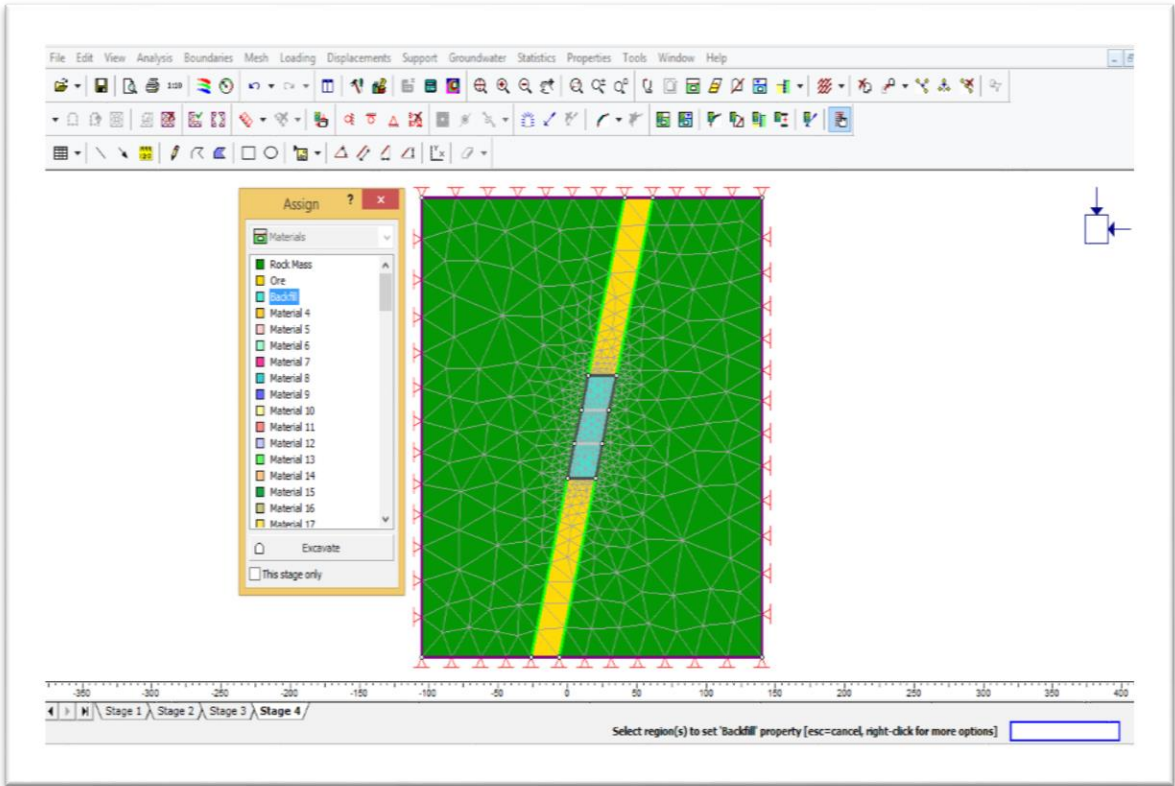 File Edit View Analysis Boundaries Mesh Loading Displacements Support Groundwater Statistics Properties Tools Window Help
1:10
Assign ? x
Materials
Rock Mass
Ore
Backfill
Material 4
Material 5
Material 6
Material 7
Material 8
Material 9
Material 10
Material 11
Material 12
Material 13
Material 14
Material 15
Material 16
Material 17
Excavate
This stage only
-350 -300 -250 -200 -150 -100 -50 0 50 100 150 200 250 300 350 400
Stage 1 Stage 2 Stage 3 Stage 4
Select region(s) to set 'Backfill' property [esc=cancel, right-click for more options]